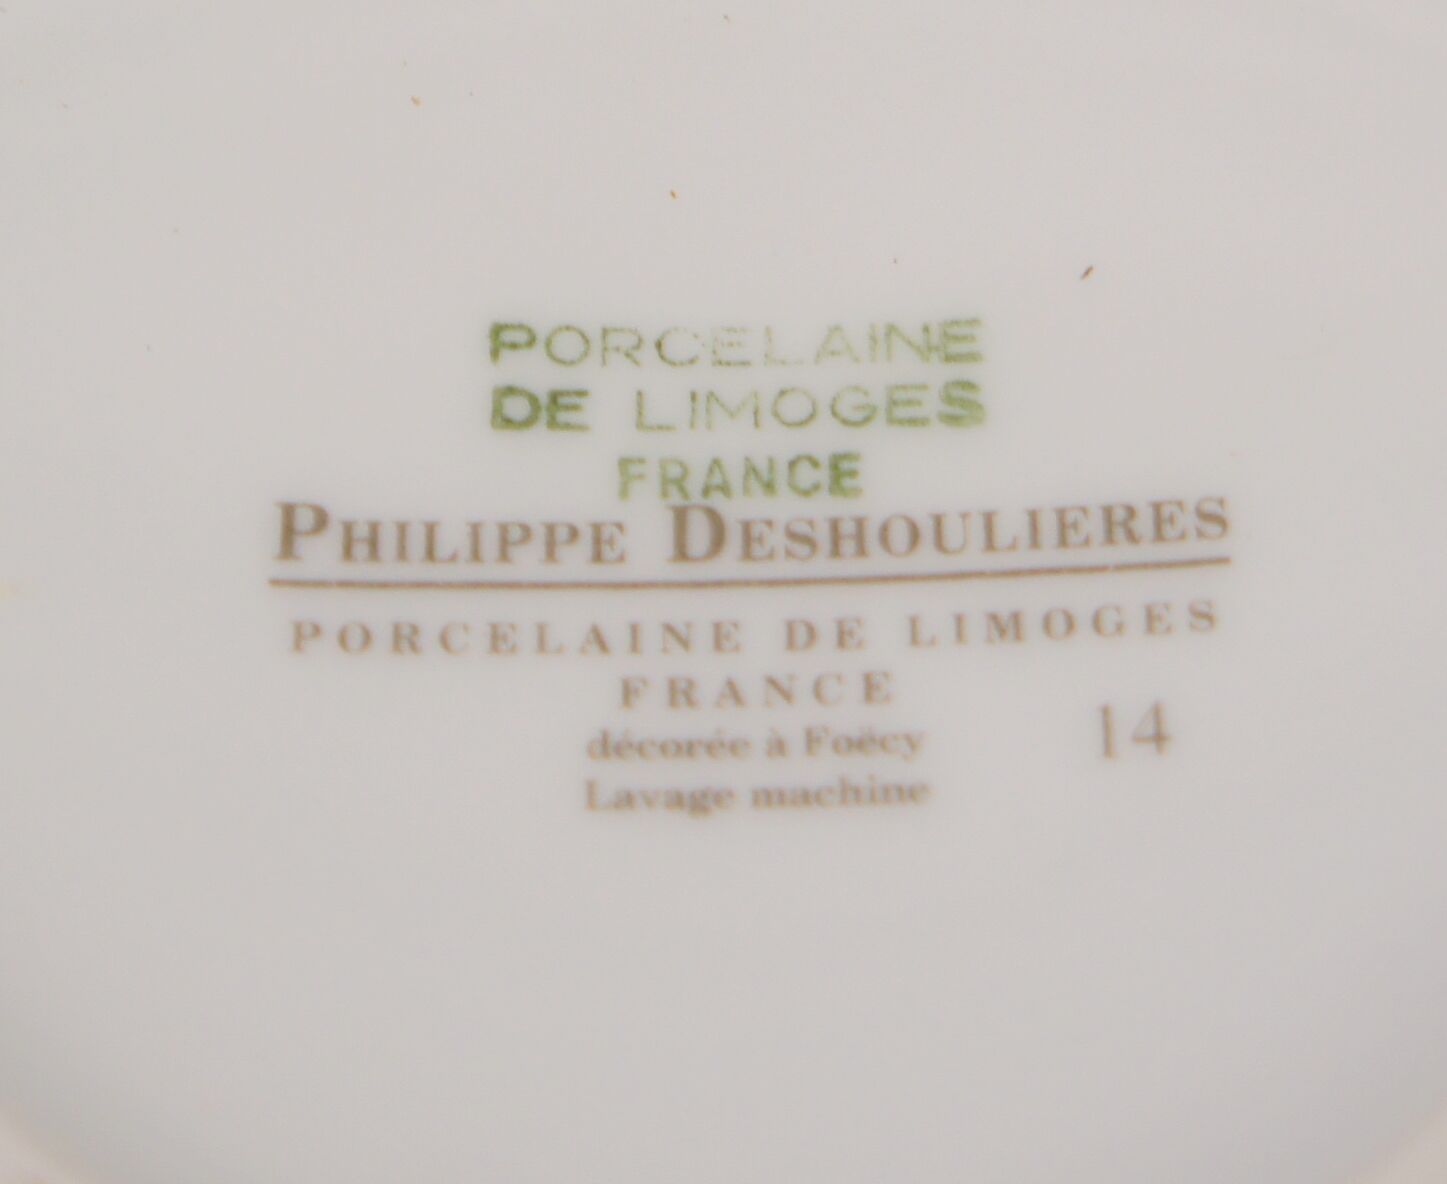 PORCELAINE
DE LIMOGES
FRANCE
PHILIPPE DESHOULIERES
PORCELAINE DE LIMOGES
FRANCE
décorée à Foëcy 14
Lavage machine